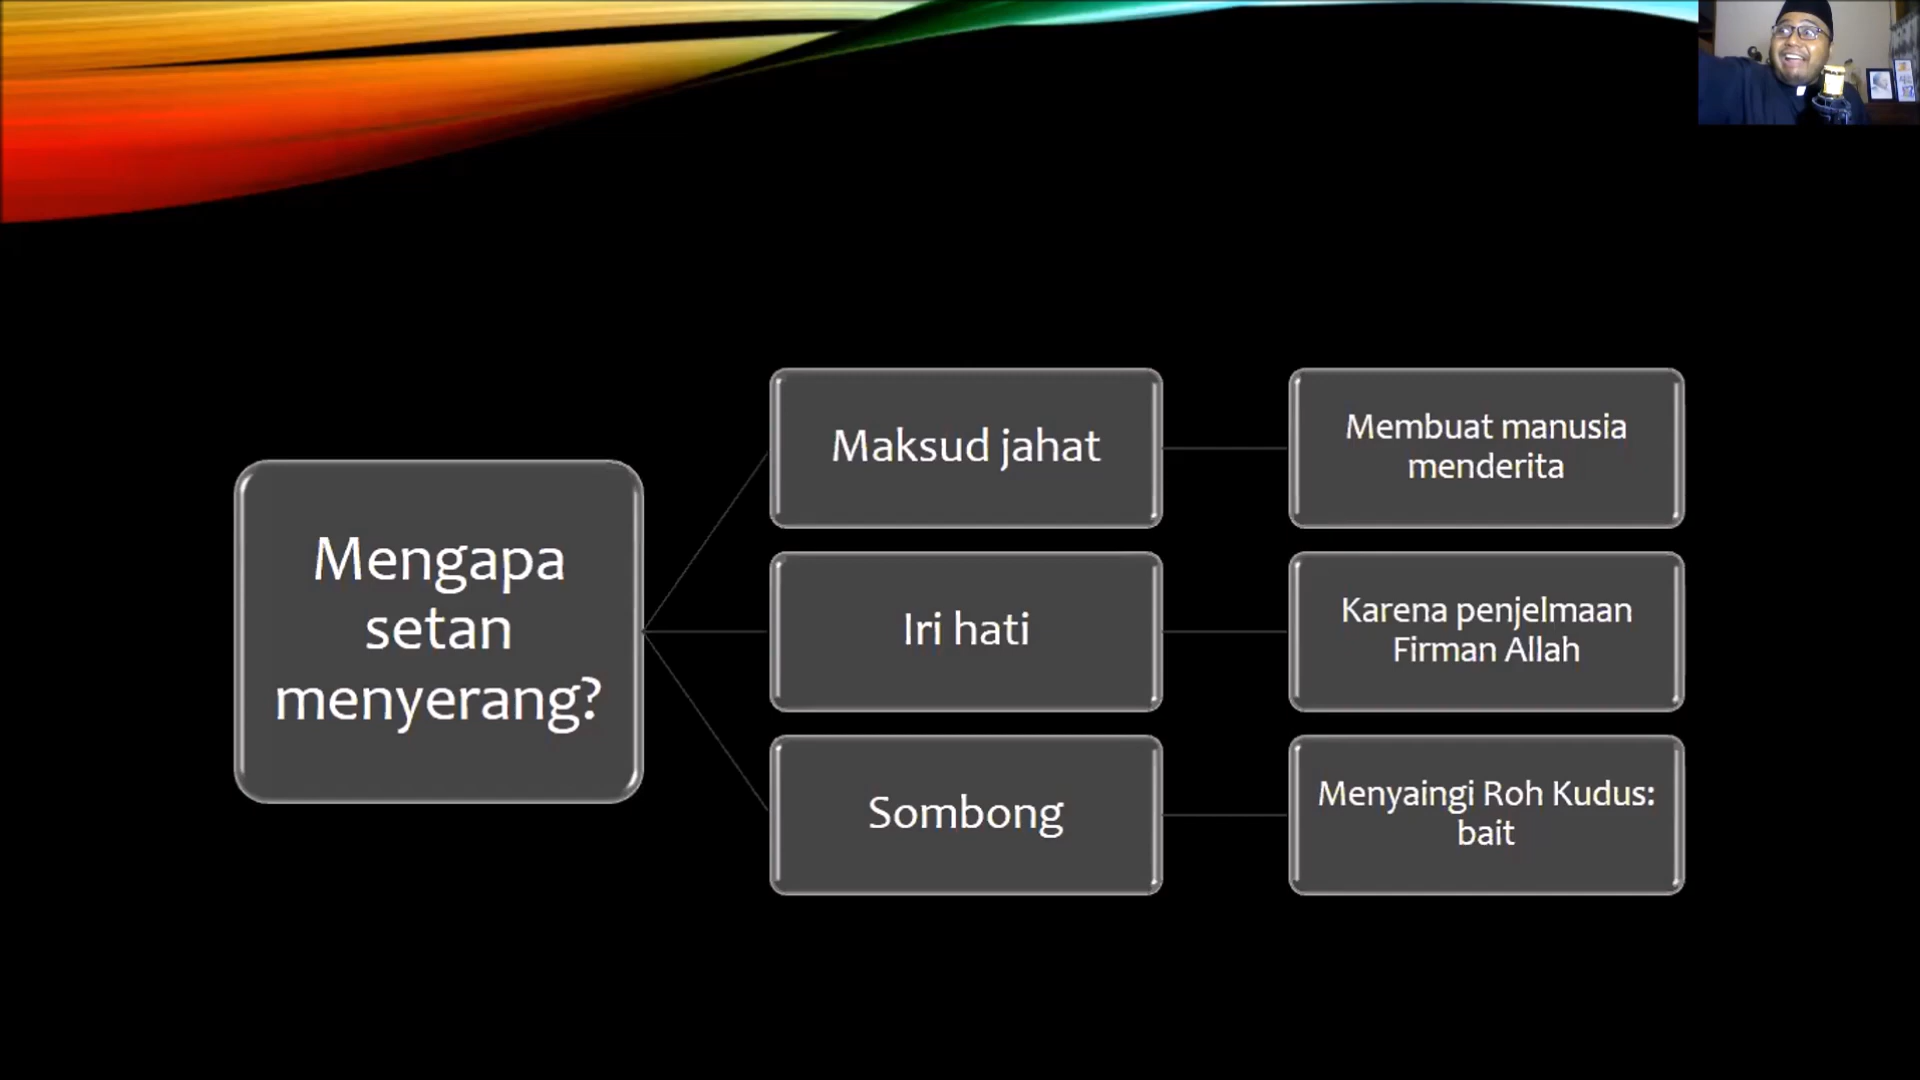 Mengapa
setan
menyerang?
Maksud jahat
Membuat manusia
menderita
Iri hati
Karena penjelmaan
Firman Allah
Sombong
Menyaingi Roh Kudus:
bait